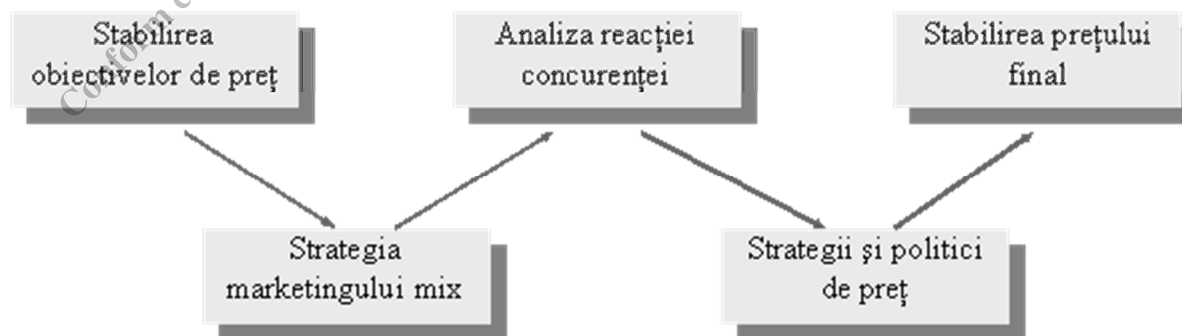 Stabilirea
obiectivelor de preţ
Strategia
marketingului mix
Analiza reacţiei
concurenţei
Strategii şi politici
de preţ
Stabilirea preţului
final